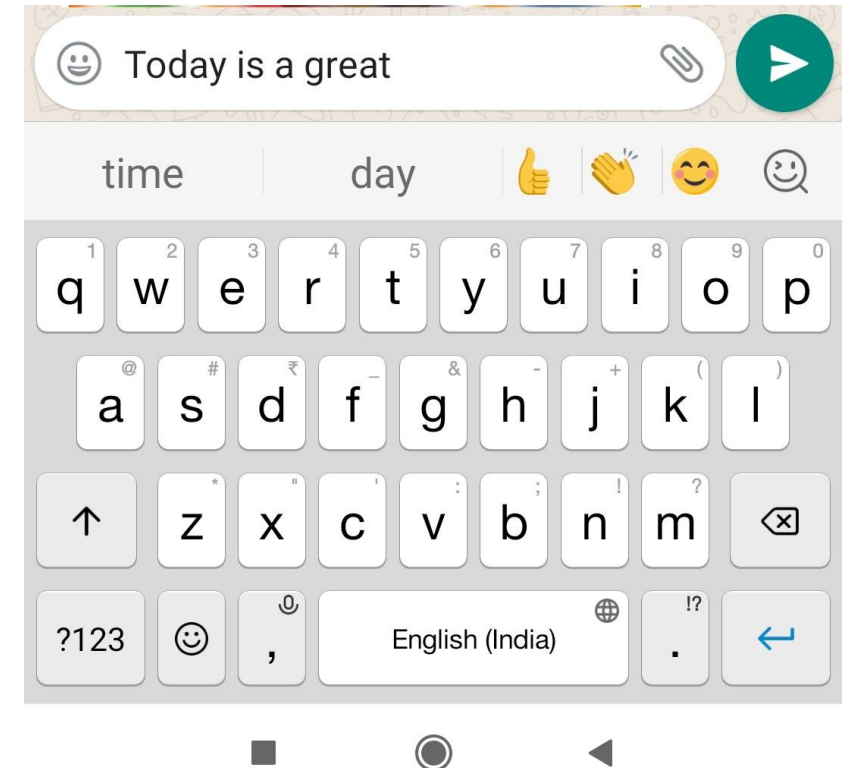 Today is a great
time day
1 2 3 4 5 6 7 8 9 0
q w e r t y u i o p
@ # ₹ _ & - + ( )
a s d f g h j k l
* " ' : ; ! ?
z x c v b n m
!?
?123 , English (India) .